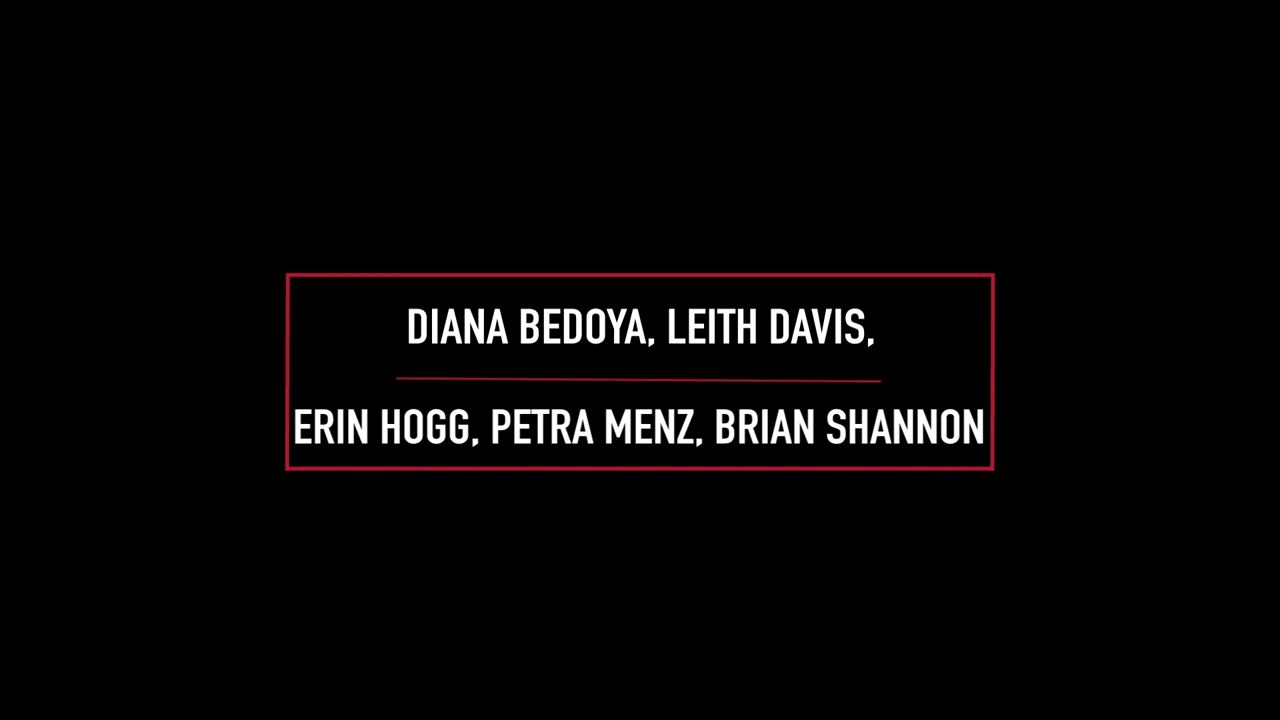 DIANA BEDOYA, LEITH DAVIS,
ERIN HOGG, PETRA MENZ, BRIAN SHANNON